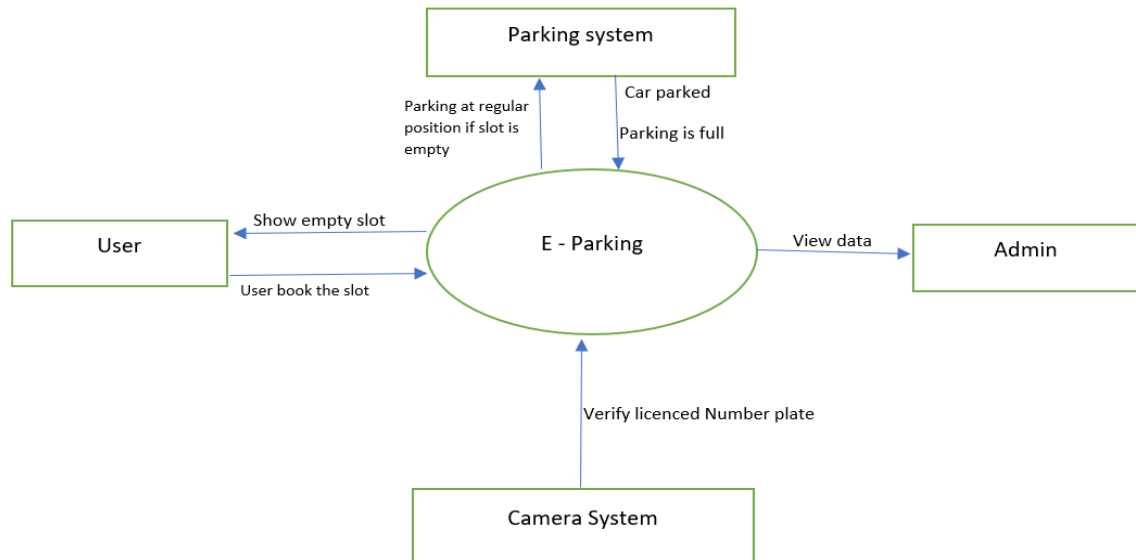 Parking system
Parking at regular
position if slot is
empty
Car parked
Parking is full
User
Show empty slot
User book the slot
E - Parking
View data
Admin
Verify licenced Number plate
Camera System